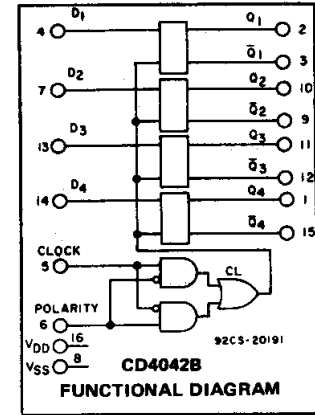 D1 Q1
4 2
Q̅1
3
D2 Q2
7 10
Q̅2
9
D3 Q3
13 11
Q̅3
12
D4 Q4
14 1
Q̅4
15
CLOCK
5 CL
POLARITY
6
92CS-20191
VDD 16
VSS 8
CD4042B
FUNCTIONAL DIAGRAM